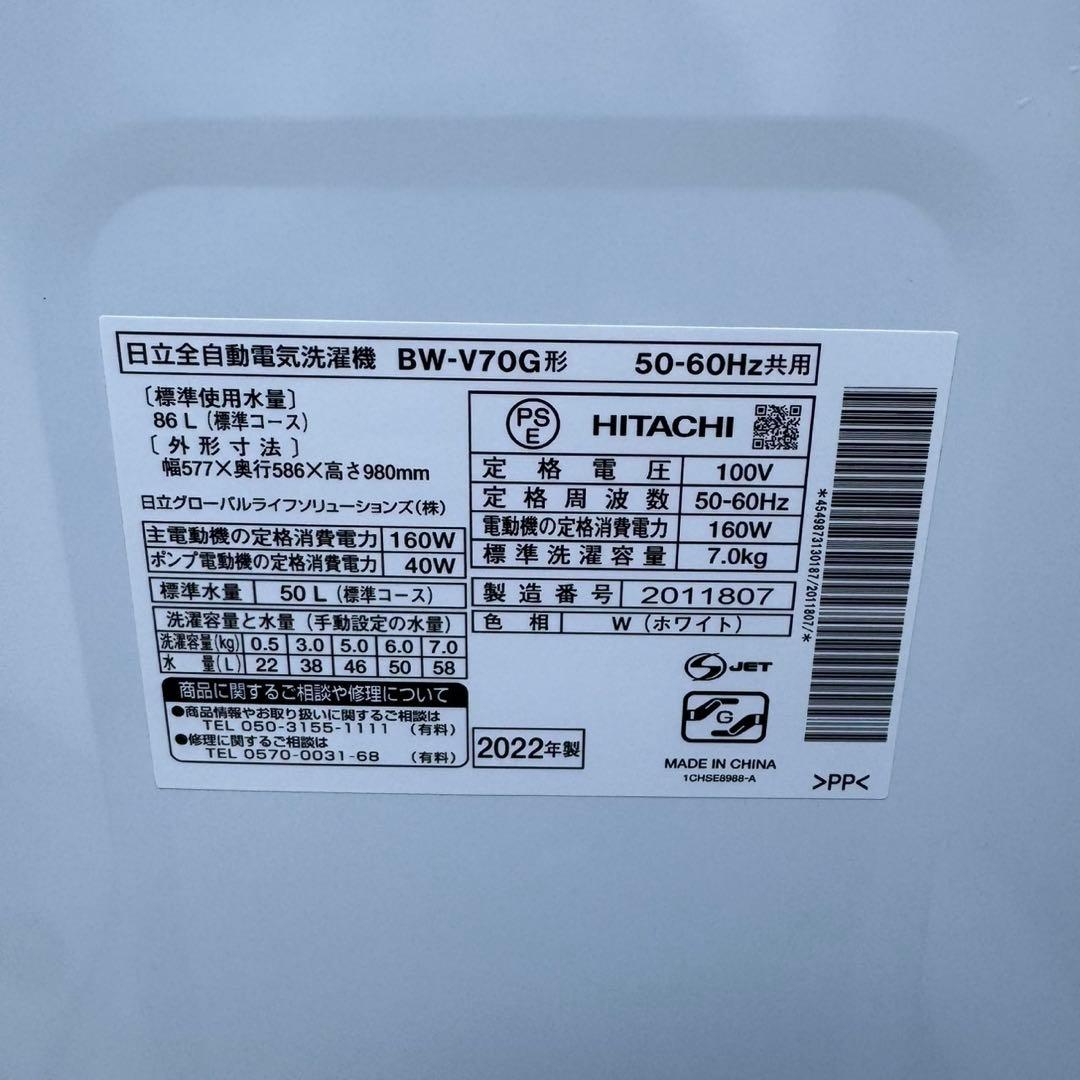 日立全自動電気洗濯機 BW-V70G形 50-60Hz共用
〔標準使用水量〕
86 L (標準コース)
〔外形寸法〕
幅577×奥行586×高さ980mm
日立グローバルライフソリューションズ(株)
主電動機の定格消費電力 160W
ポンプ電動機の定格消費電力 40W
標準水量 50 L (標準コース)
洗濯容量と水量 (手動設定の水量)
洗濯容量(kg) 0.5 3.0 5.0 6.0 7.0
水量(L) 22 38 46 50 58
商品に関するご相談や修理について
●商品情報やお取り扱いに関するご相談は
TEL 050-3155-1111 (有料)
●修理に関するご相談は
TEL 0570-0031-68 (有料)
PS
E
HITACHI
定格電圧 100V
定格周波数 50-60Hz
電動機の定格消費電力 160W
標準洗濯容量 7.0kg
製造番号 2011807
色相 W (ホワイト)
S JET
G
2022年製
MADE IN CHINA
1CHSE8988-A
*4549873130187/2011807/*
>PP<